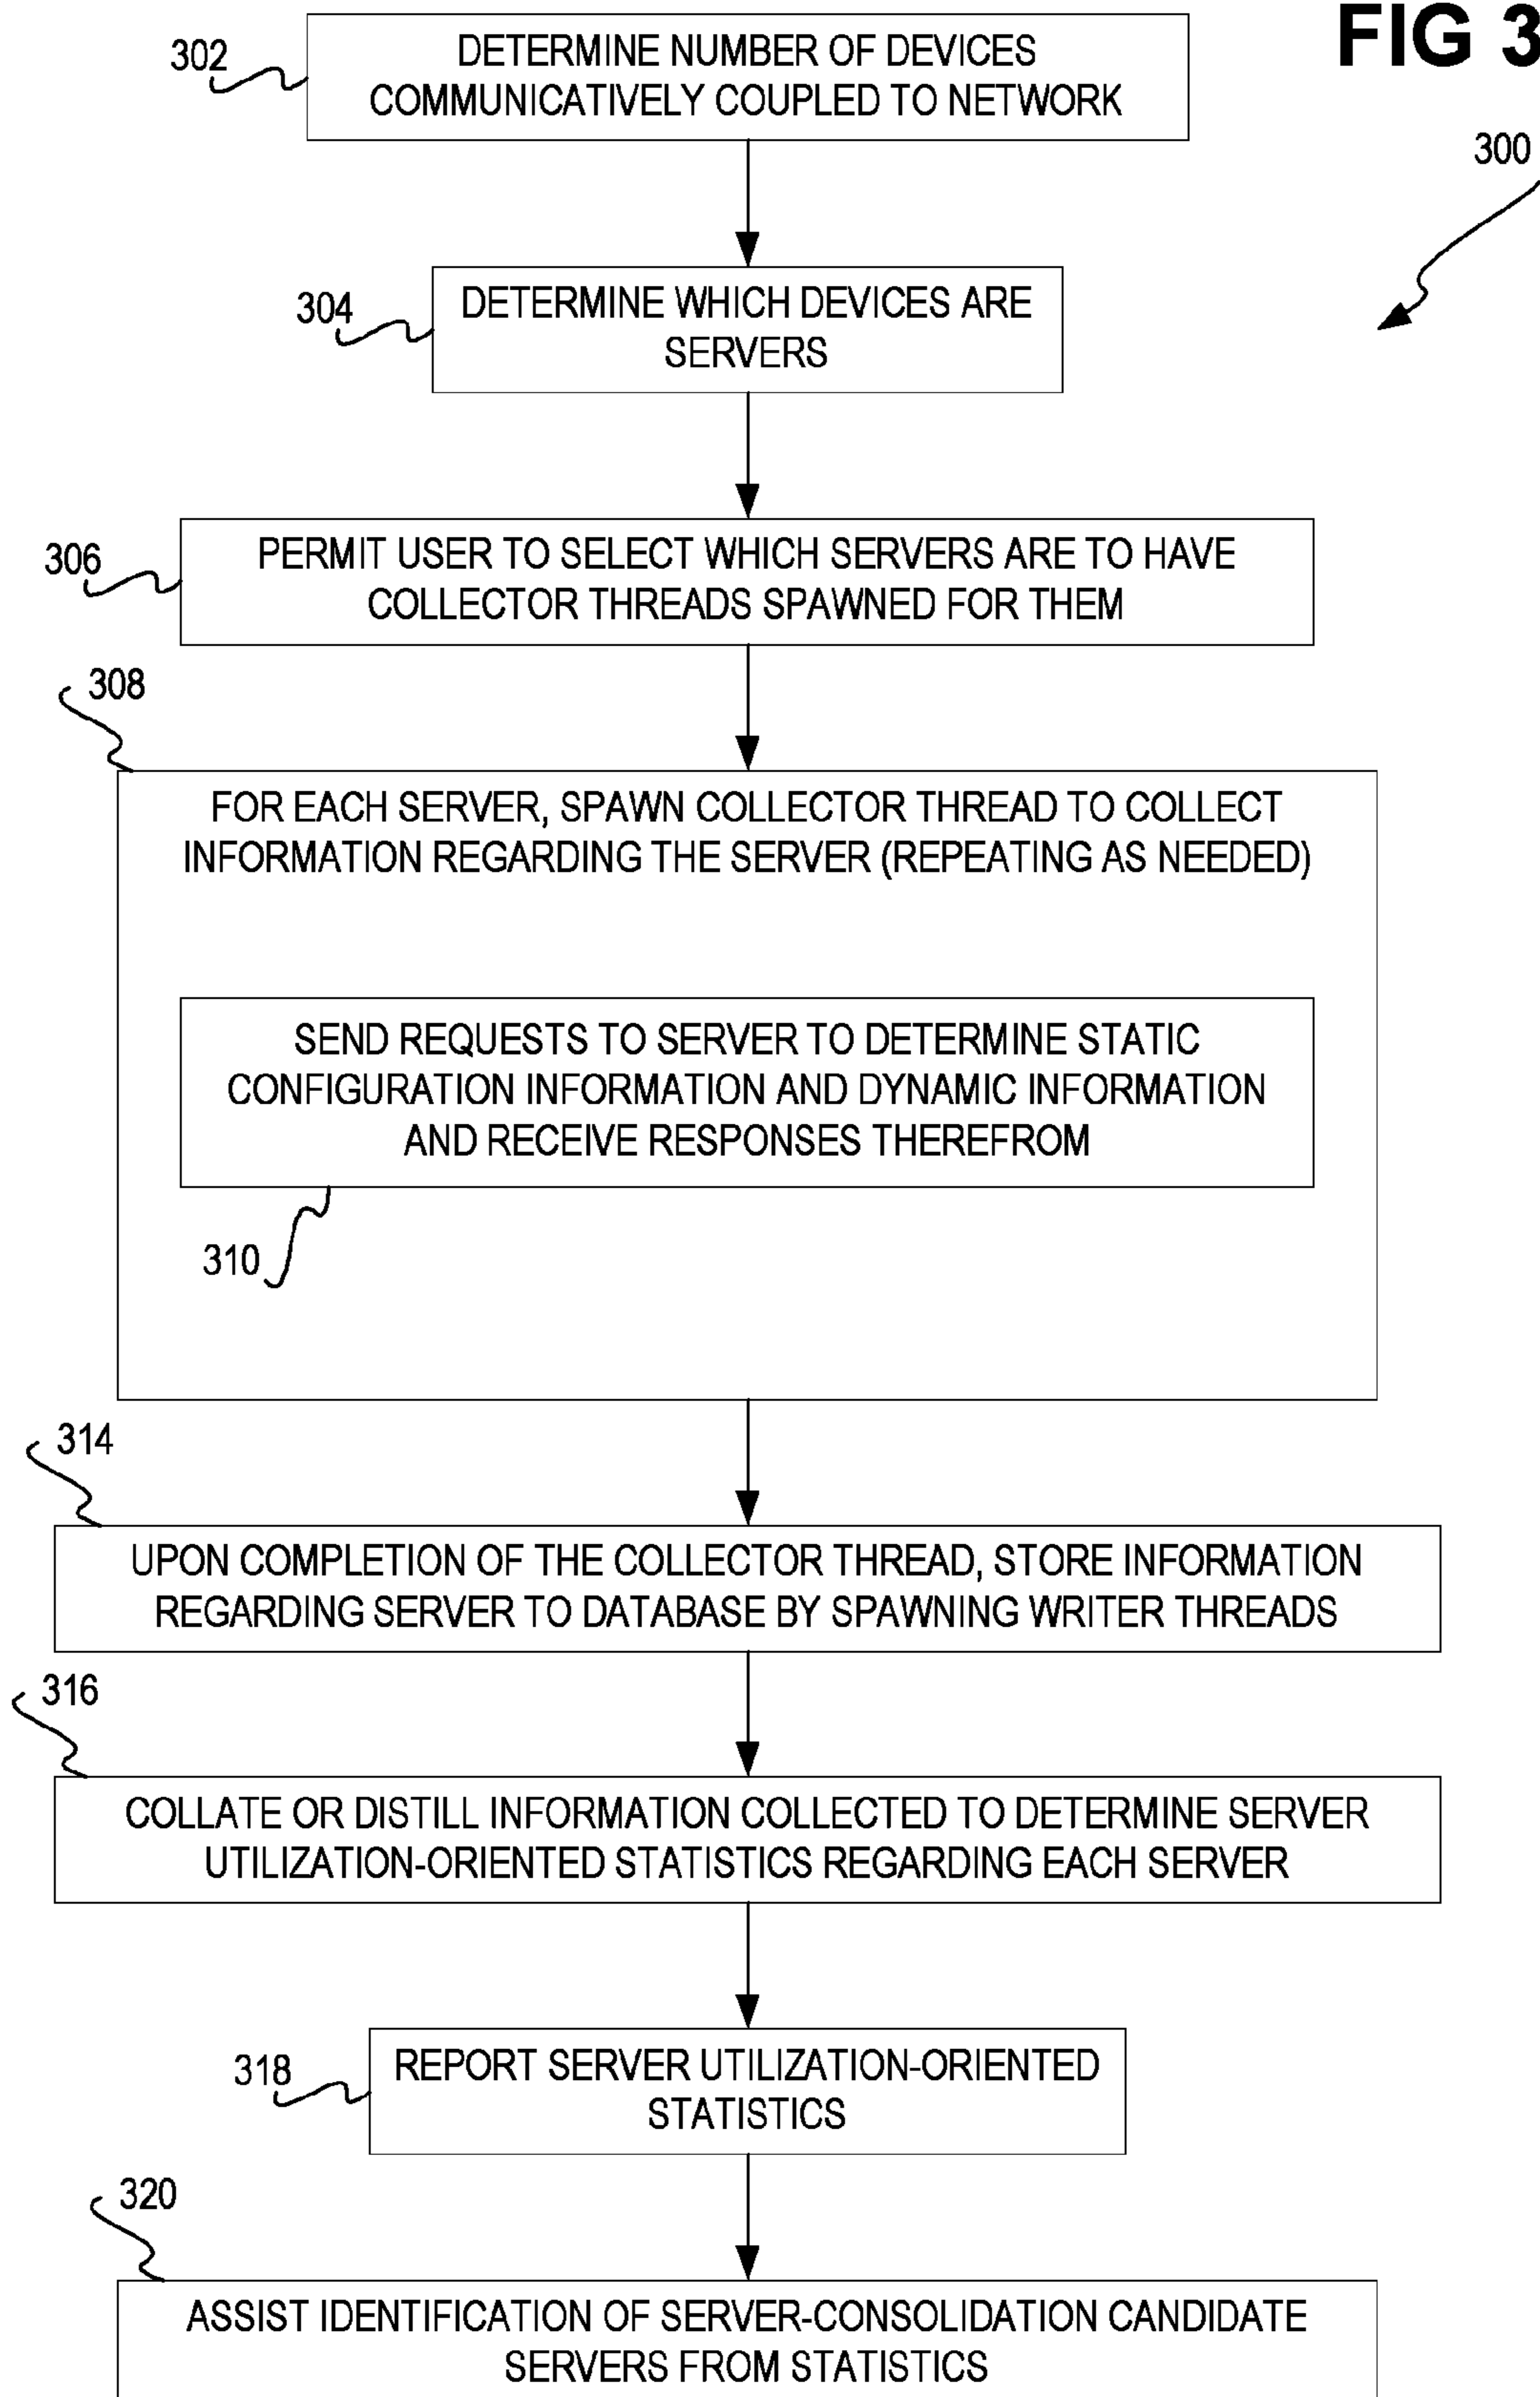 FIG 3
300
302
DETERMINE NUMBER OF DEVICES
COMMUNICATIVELY COUPLED TO NETWORK
304
DETERMINE WHICH DEVICES ARE
SERVERS
306
PERMIT USER TO SELECT WHICH SERVERS ARE TO HAVE
COLLECTOR THREADS SPAWNED FOR THEM
308
FOR EACH SERVER, SPAWN COLLECTOR THREAD TO COLLECT
INFORMATION REGARDING THE SERVER (REPEATING AS NEEDED)
SEND REQUESTS TO SERVER TO DETERMINE STATIC
CONFIGURATION INFORMATION AND DYNAMIC INFORMATION
AND RECEIVE RESPONSES THEREFROM
310
314
UPON COMPLETION OF THE COLLECTOR THREAD, STORE INFORMATION
REGARDING SERVER TO DATABASE BY SPAWNING WRITER THREADS
316
COLLATE OR DISTILL INFORMATION COLLECTED TO DETERMINE SERVER
UTILIZATION-ORIENTED STATISTICS REGARDING EACH SERVER
318
REPORT SERVER UTILIZATION-ORIENTED
STATISTICS
320
ASSIST IDENTIFICATION OF SERVER-CONSOLIDATION CANDIDATE
SERVERS FROM STATISTICS